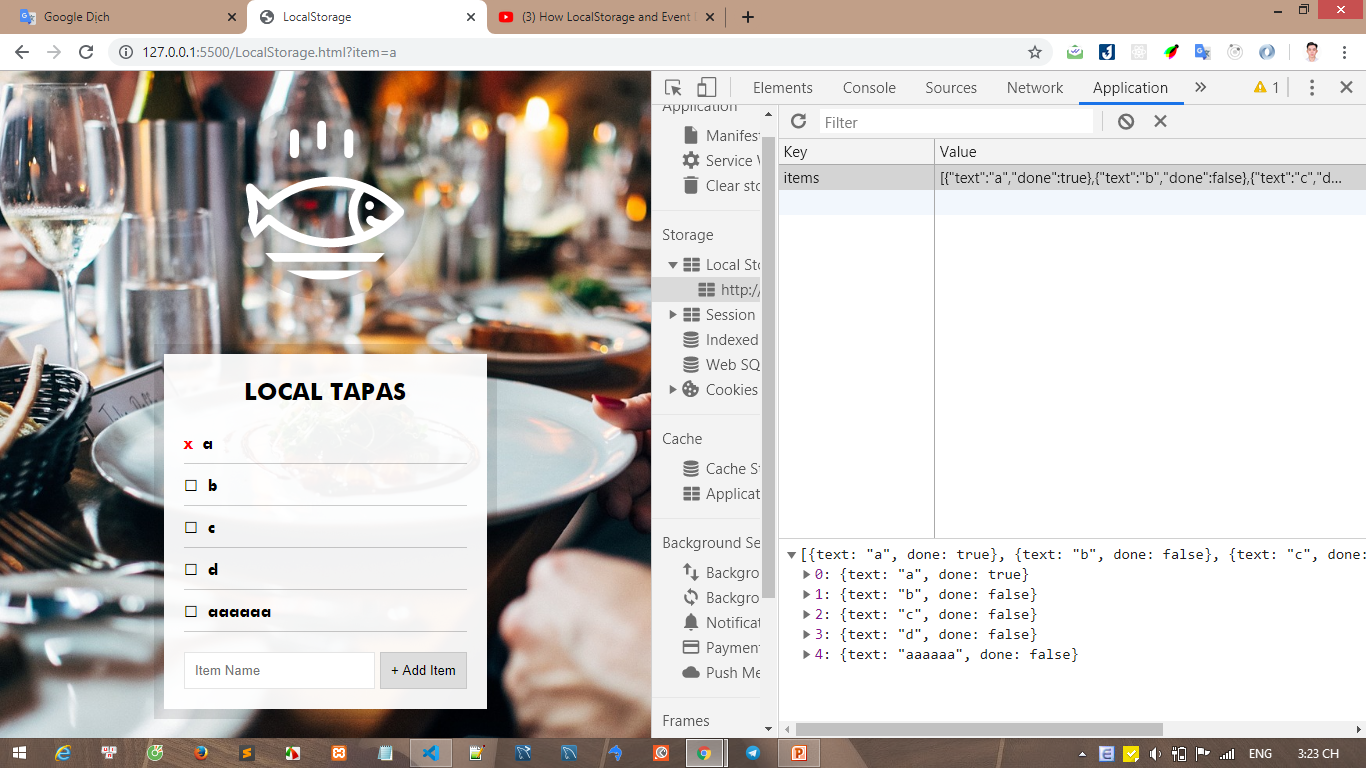 Google Dịch
LocalStorage
(3) How LocalStorage and Event
127.0.0.1:5500/LocalStorage.html?item=a
Elements
Console
Sources
Network
Application
1
Application
Manifest
Service W
Clear sto
Storage
Local Sto
http:/
Session
Indexed
Web SQ
Cookies
Cache
Cache St
Applicat
Background Se
Backgro
Backgro
Notificat
Payment
Push Me
Frames
Filter
Key
Value
items
[{"text":"a","done":true},{"text":"b","done":false},{"text":"c","d...
[{text: "a", done: true}, {text: "b", done: false}, {text: "c", done:
0: {text: "a", done: true}
1: {text: "b", done: false}
2: {text: "c", done: false}
3: {text: "d", done: false}
4: {text: "aaaaaa", done: false}
LOCAL TAPAS
x a
b
c
d
aaaaaa
Item Name
+ Add Item
ENG
3:23 CH